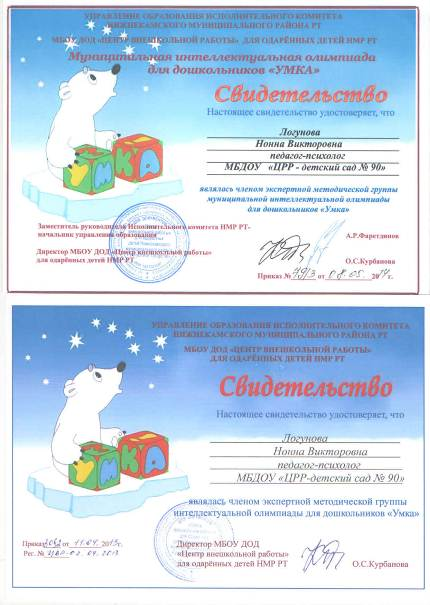 УПРАВЛЕНИЕ ОБРАЗОВАНИЯ ИСПОЛНИТЕЛЬНОГО КОМИТЕТА
НИЖНЕКАМСКОГО МУНИЦИПАЛЬНОГО РАЙОНА РТ
МБОУ ДОД «ЦЕНТР ВНЕШКОЛЬНОЙ РАБОТЫ» ДЛЯ ОДАРЁННЫХ ДЕТЕЙ НМР РТ
Муниципальная интеллектуальная олимпиада
для дошкольников «УМКА»
Свидетельство
Настоящее свидетельство удостоверяет, что
Логунова
Нонна Викторовна
педагог-психолог
МБДОУ «ЦРР - детский сад № 90»
УМКА
являлась членом экспертной методической группы
муниципальной интеллектуальной олимпиады
для дошкольников «Умка»
Заместитель руководителя Исполнительного комитета НМР РТ-
начальник управления образования
А.Р.Фаретдинов
Директор МБОУ ДОД «Центр внешкольной работы»
для одарённых детей НМР РТ
О.С.Курбанова
Приказ № от 08.05. 2014г.
УПРАВЛЕНИЕ ОБРАЗОВАНИЯ ИСПОЛНИТЕЛЬНОГО КОМИТЕТА
НИЖНЕКАМСКОГО МУНИЦИПАЛЬНОГО РАЙОНА РТ
МБОУ ДОД «ЦЕНТР ВНЕШКОЛЬНОЙ РАБОТЫ»
ДЛЯ ОДАРЁННЫХ ДЕТЕЙ НМР РТ
Свидетельство
Настоящее свидетельство удостоверяет, что
Логунова
Нонна Викторовна
педагог-психолог
МБДОУ «ЦРР-детский сад № 90»
УМКА
являлась членом экспертной методической группы
интеллектуальной олимпиады для дошкольников «Умка»
Приказ от 11.04. 2013г.
Рег. №
Директор МБОУ ДОД
«Центр внешкольной работы»
для одарённых детей НМР РТ
О.С.Курбанова